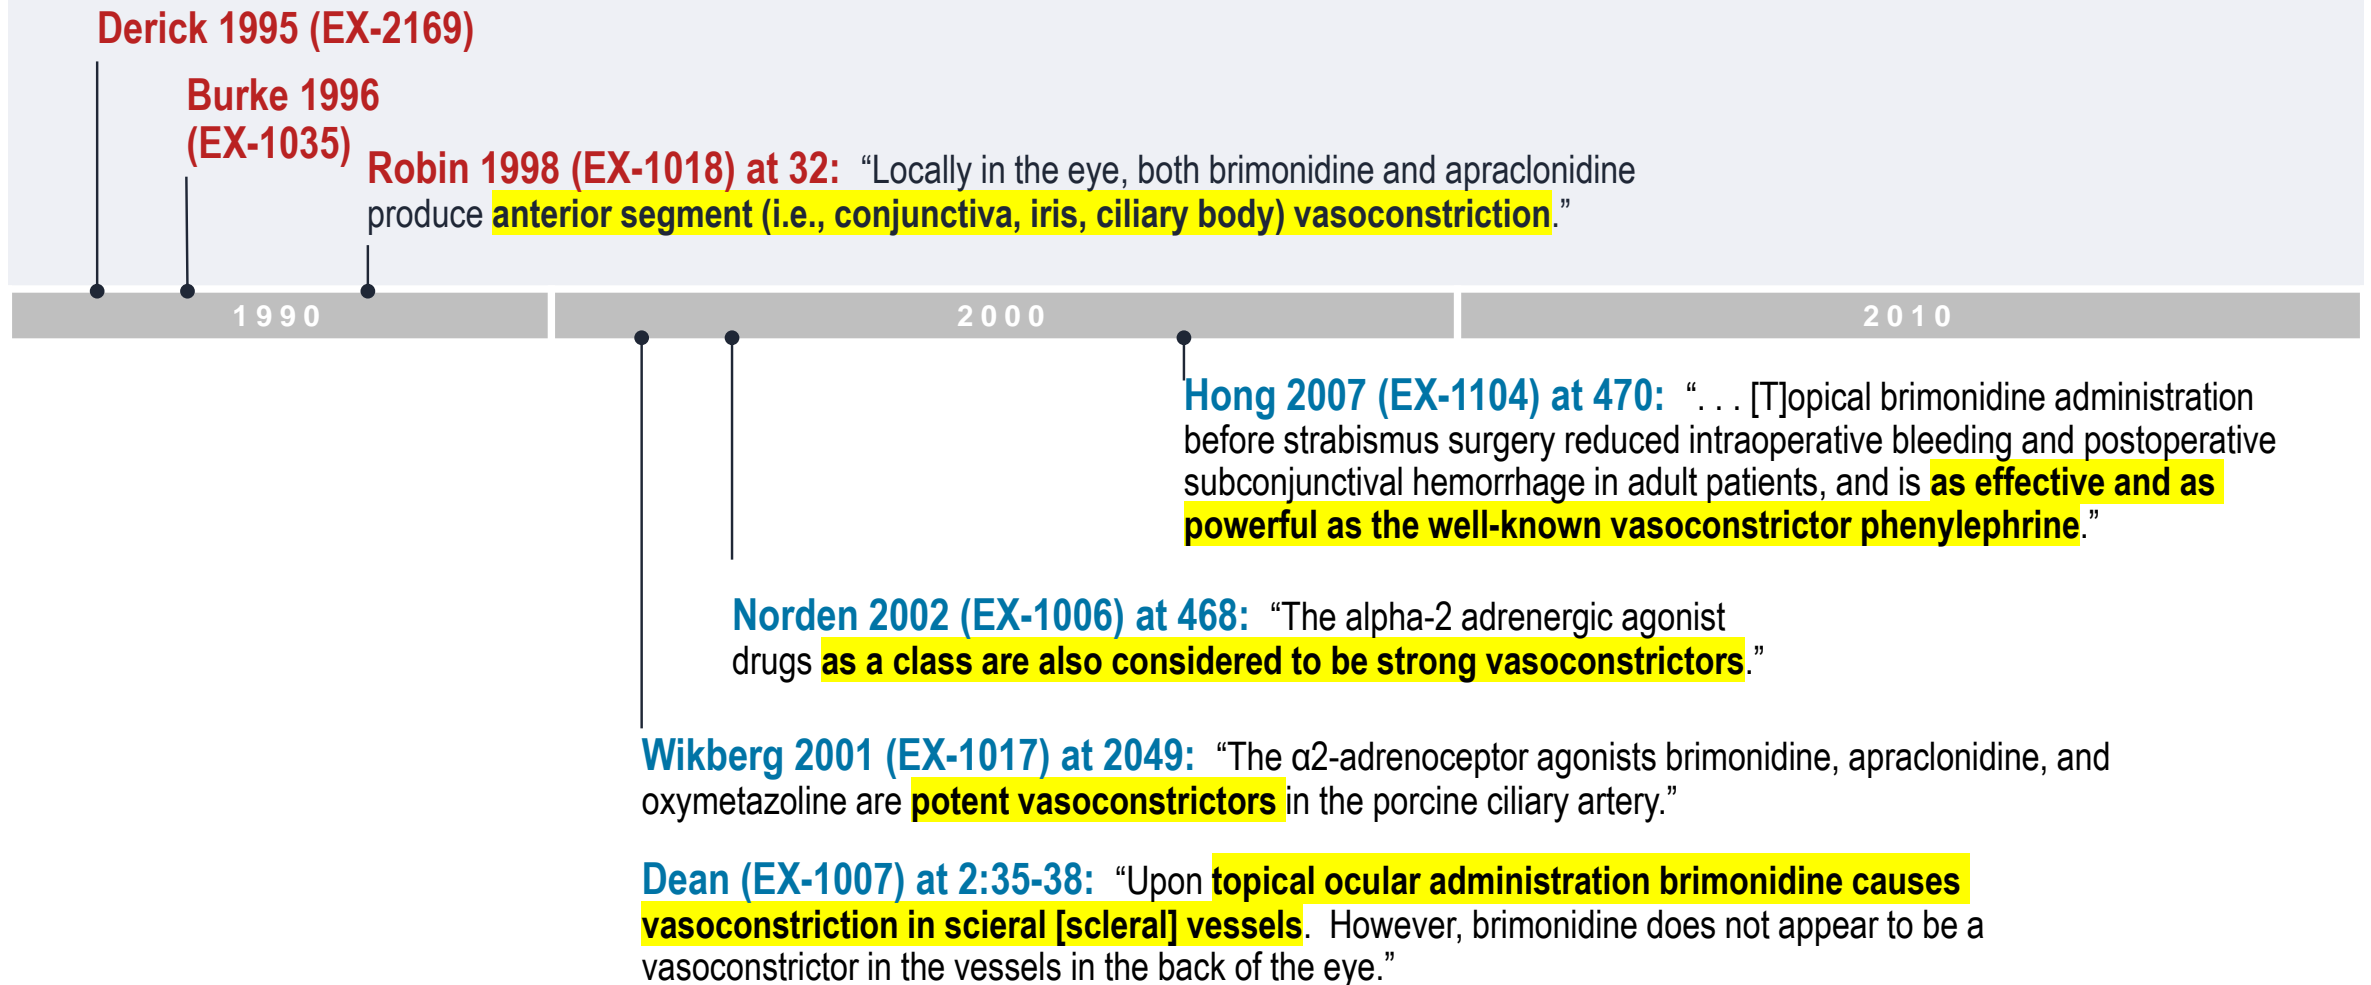 Derick 1995 (EX-2169)
Burke 1996
(EX-1035)
Robin 1998 (EX-1018) at 32: “Locally in the eye, both brimonidine and apraclonidine
produce anterior segment (i.e., conjunctiva, iris, ciliary body) vasoconstriction.”
1990
2000
2010
Hong 2007 (EX-1104) at 470: “. . . [T]opical brimonidine administration
before strabismus surgery reduced intraoperative bleeding and postoperative
subconjunctival hemorrhage in adult patients, and is as effective and as
powerful as the well-known vasoconstrictor phenylephrine.”
Norden 2002 (EX-1006) at 468: “The alpha-2 adrenergic agonist
drugs as a class are also considered to be strong vasoconstrictors.”
Wikberg 2001 (EX-1017) at 2049: “The α2-adrenoceptor agonists brimonidine, apraclonidine, and
oxymetazoline are potent vasoconstrictors in the porcine ciliary artery.”
Dean (EX-1007) at 2:35-38: “Upon topical ocular administration brimonidine causes
vasoconstriction in scieral [scleral] vessels. However, brimonidine does not appear to be a
vasoconstrictor in the vessels in the back of the eye.”